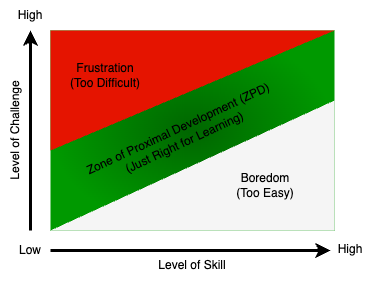 High
Frustration
(Too Difficult)
Level of Challenge
Zone of Proximal Development (ZPD)
(Just Right for Learning)
Boredom
(Too Easy)
Low
High
Level of Skill